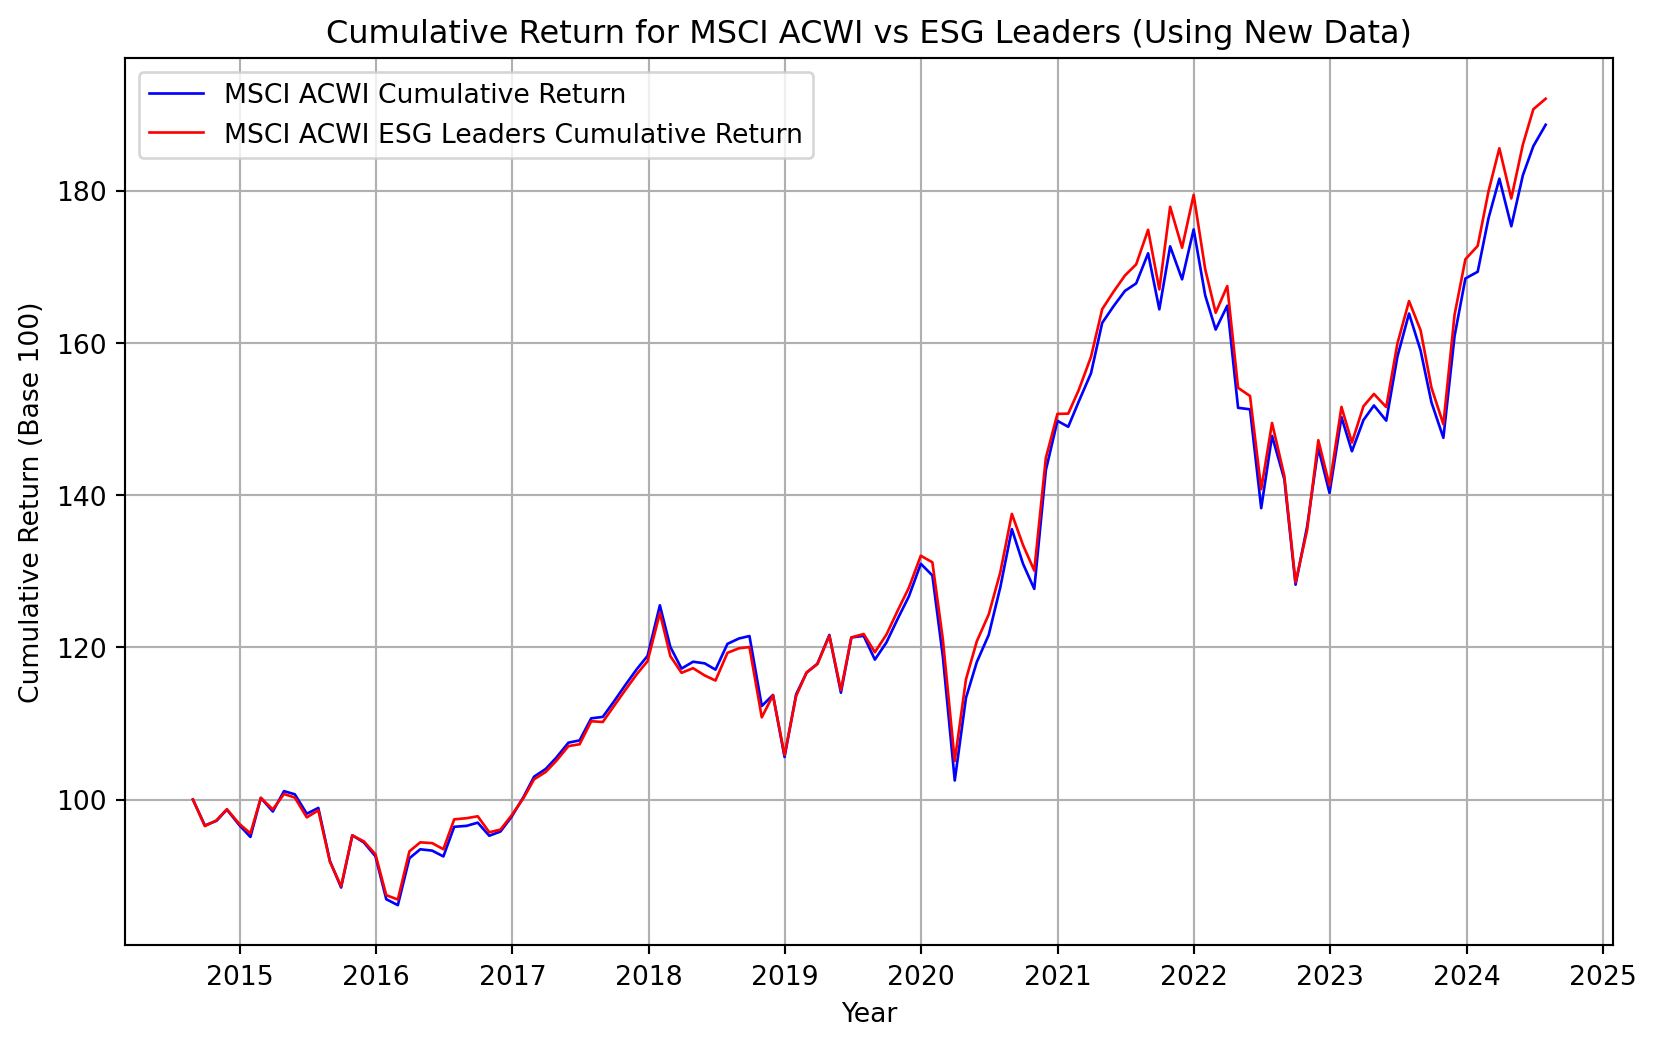 Cumulative Return for MSCI ACWI vs ESG Leaders (Using New Data)
MSCI ACWI Cumulative Return
MSCI ACWI ESG Leaders Cumulative Return
Cumulative Return (Base 100)
180
160
140
120
100
2015 2016 2017 2018 2019 2020 2021 2022 2023 2024 2025
Year